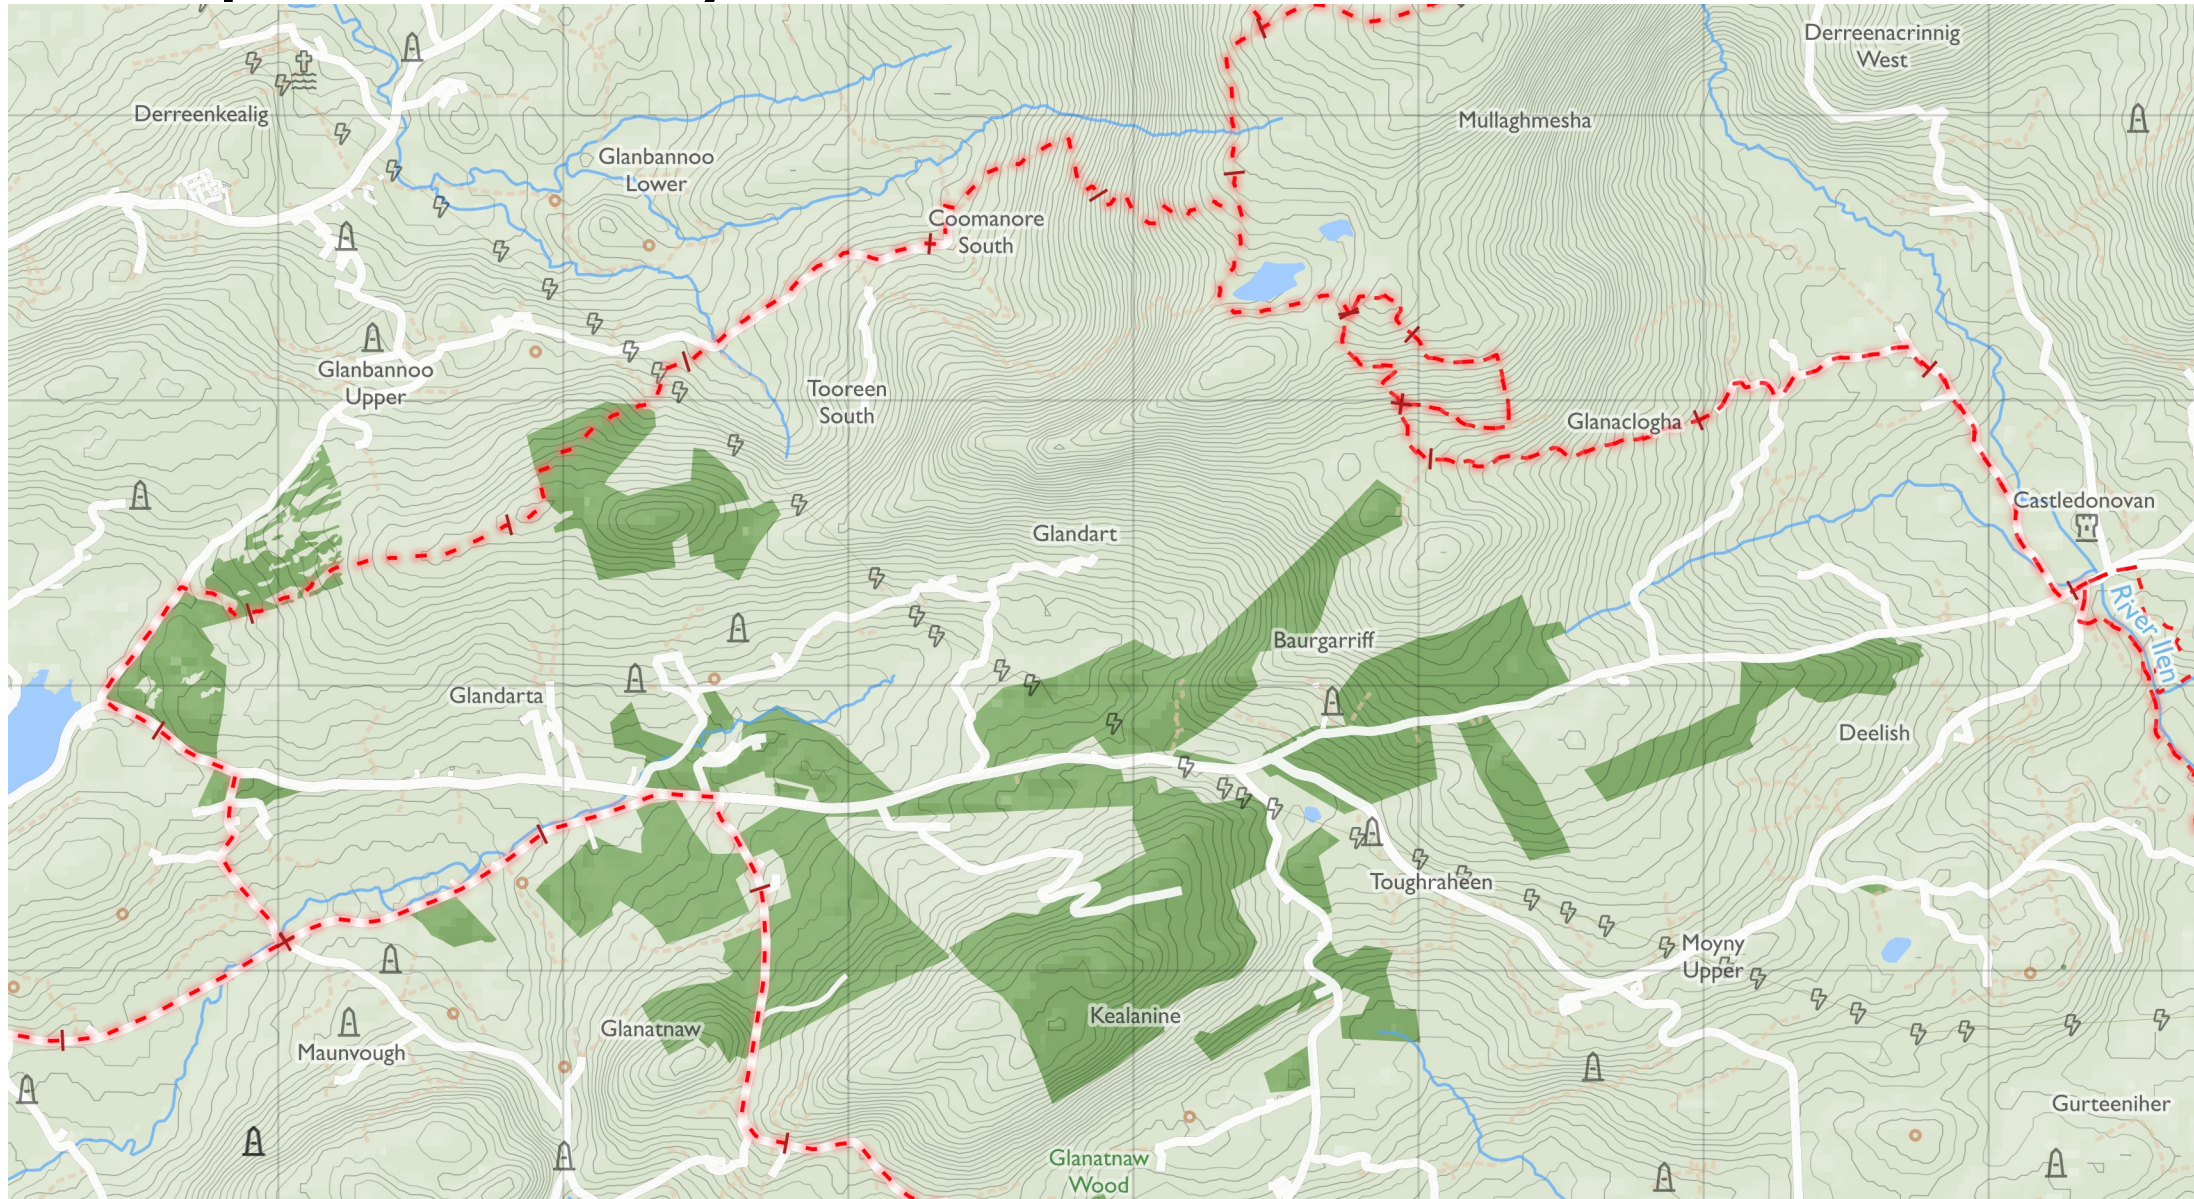 Derreenacrinnig
West
Derreenkealig
Mullaghmesha
Glanbannoo
Lower
Coomanore
South
Glanbannoo
Upper
Tooreen
South
Glanaclogha
Castledonovan
Glandart
River Ilen
Baurgarriff
Glandarta
Deelish
Toughraheen
Moyny
Upper
Kealanine
Glanatnaw
Maunvough
Gurteeniher
Glanatnaw
Wood